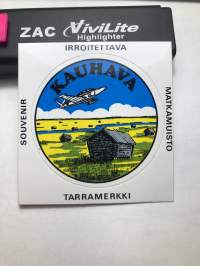 ZAC ViviLite
Highlighter
IRROITETTAVA
KAUHAVA
SOUVENIR
MATKAMUISTO
TARRAMERKKI